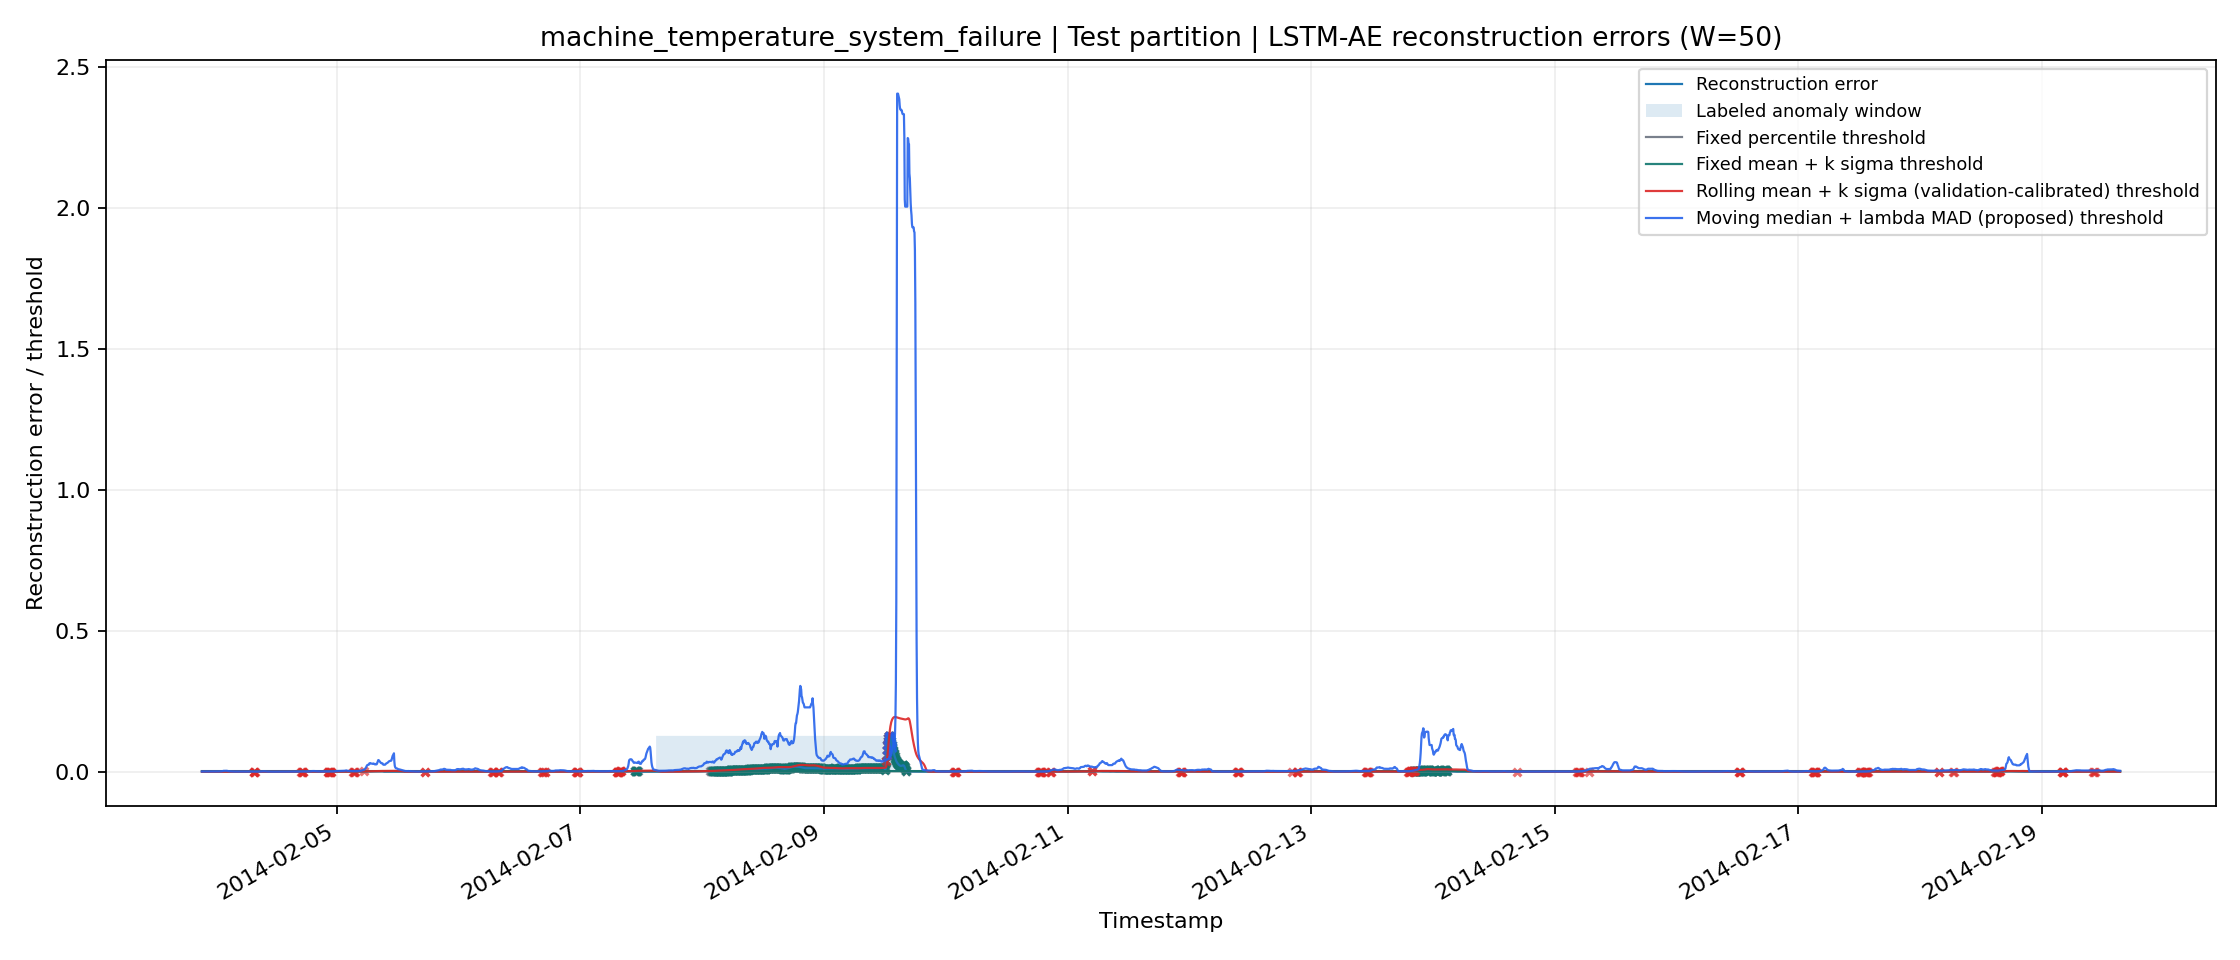 machine_temperature_system_failure | Test partition | LSTM-AE reconstruction errors (W=50)
Reconstruction error / threshold
2.5
2.0
1.5
1.0
0.5
0.0
Reconstruction error
Labeled anomaly window
Fixed percentile threshold
Fixed mean + k sigma threshold
Rolling mean + k sigma (validation-calibrated) threshold
Moving median + lambda MAD (proposed) threshold
2014-02-05
2014-02-07
2014-02-09
2014-02-11
2014-02-13
2014-02-15
2014-02-17
2014-02-19
Timestamp